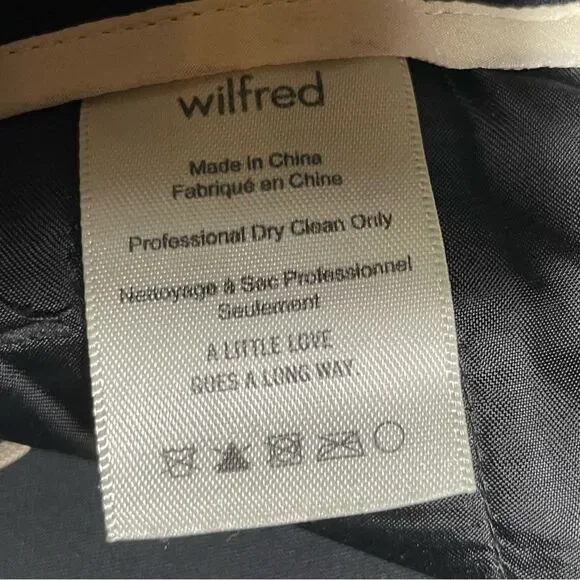 wilfred
Made in China
Fabriqué en Chine
Professional Dry Clean Only
Nettoyage à Sec Professionnel
Seulement
A LITTLE LOVE
GOES A LONG WAY.